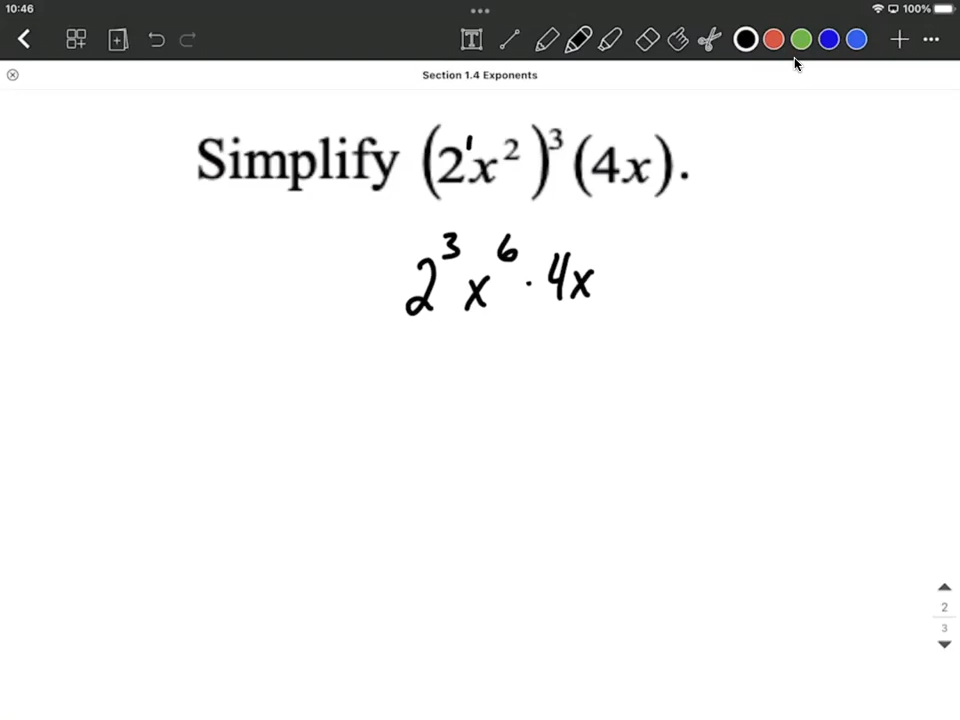 10:46
100%
Section 1.4 Exponents
Simplify (2¹x²)³(4x).
2³x⁶ · 4x
2
3